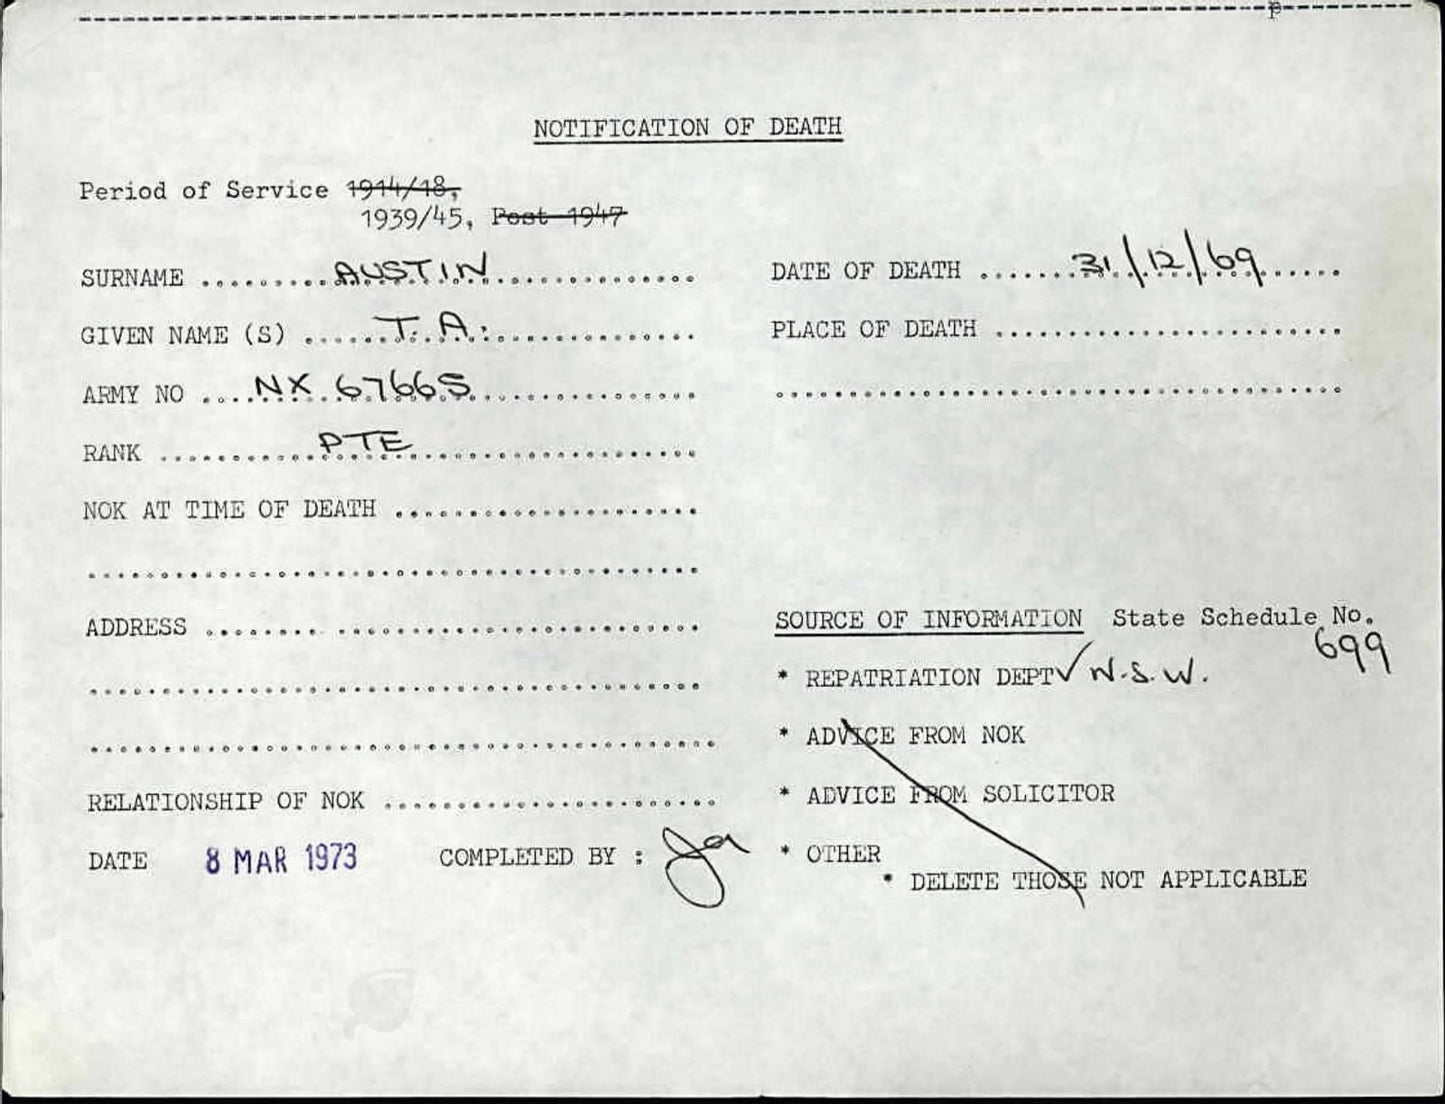 NOTIFICATION OF DEATH
Period of Service 1914/18,
1939/45, Post 1947
SURNAME AUSTIN
GIVEN NAME (S) T. A.
ARMY NO NX 67665
RANK PTE
NOK AT TIME OF DEATH
ADDRESS
RELATIONSHIP OF NOK
DATE 8 MAR 1973 COMPLETED BY :
DATE OF DEATH 31/12/69
PLACE OF DEATH
SOURCE OF INFORMATION State Schedule No.
699
* REPATRIATION DEPT ✓ N.S.W.
* ADVICE FROM NOK
* ADVICE FROM SOLICITOR
* OTHER
* DELETE THOSE NOT APPLICABLE